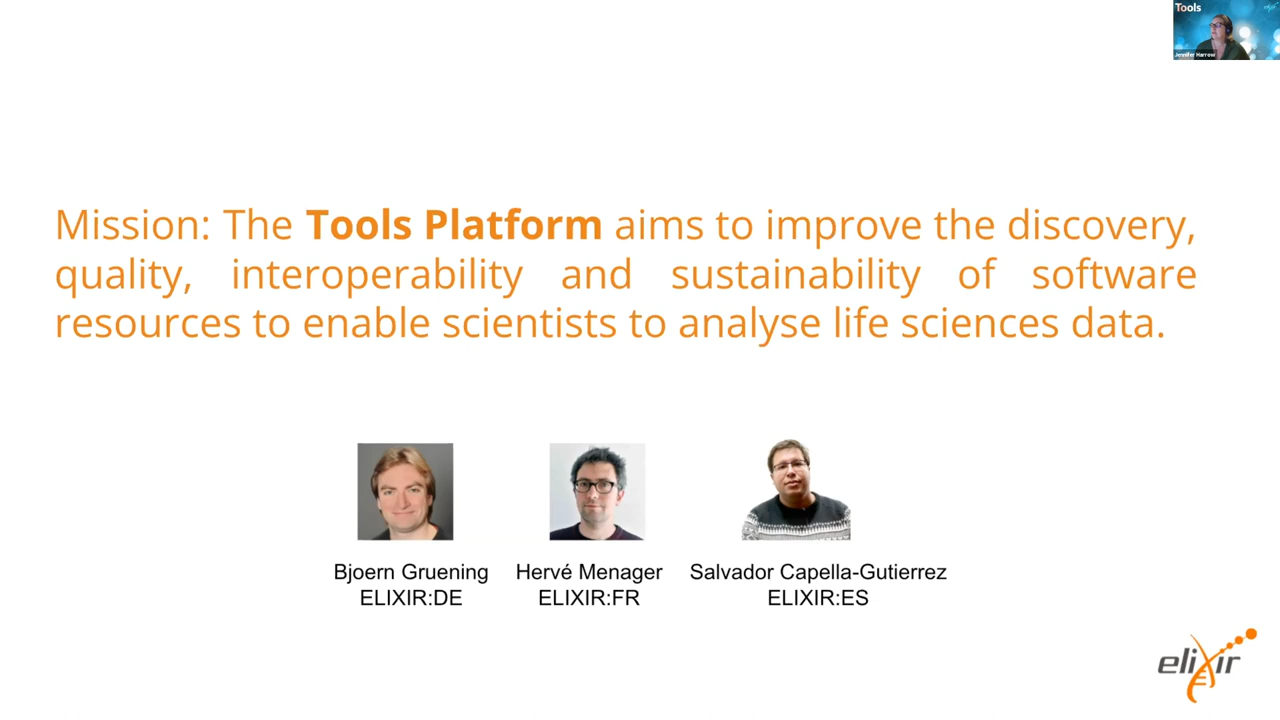 Tools
elixir
Jennifer Harrow
Mission: The Tools Platform aims to improve the discovery,
quality, interoperability and sustainability of software
resources to enable scientists to analyse life sciences data.
Bjoern Gruening
Hervé Menager
Salvador Capella-Gutierrez
ELIXIR:DE
ELIXIR:FR
ELIXIR:ES
elixir